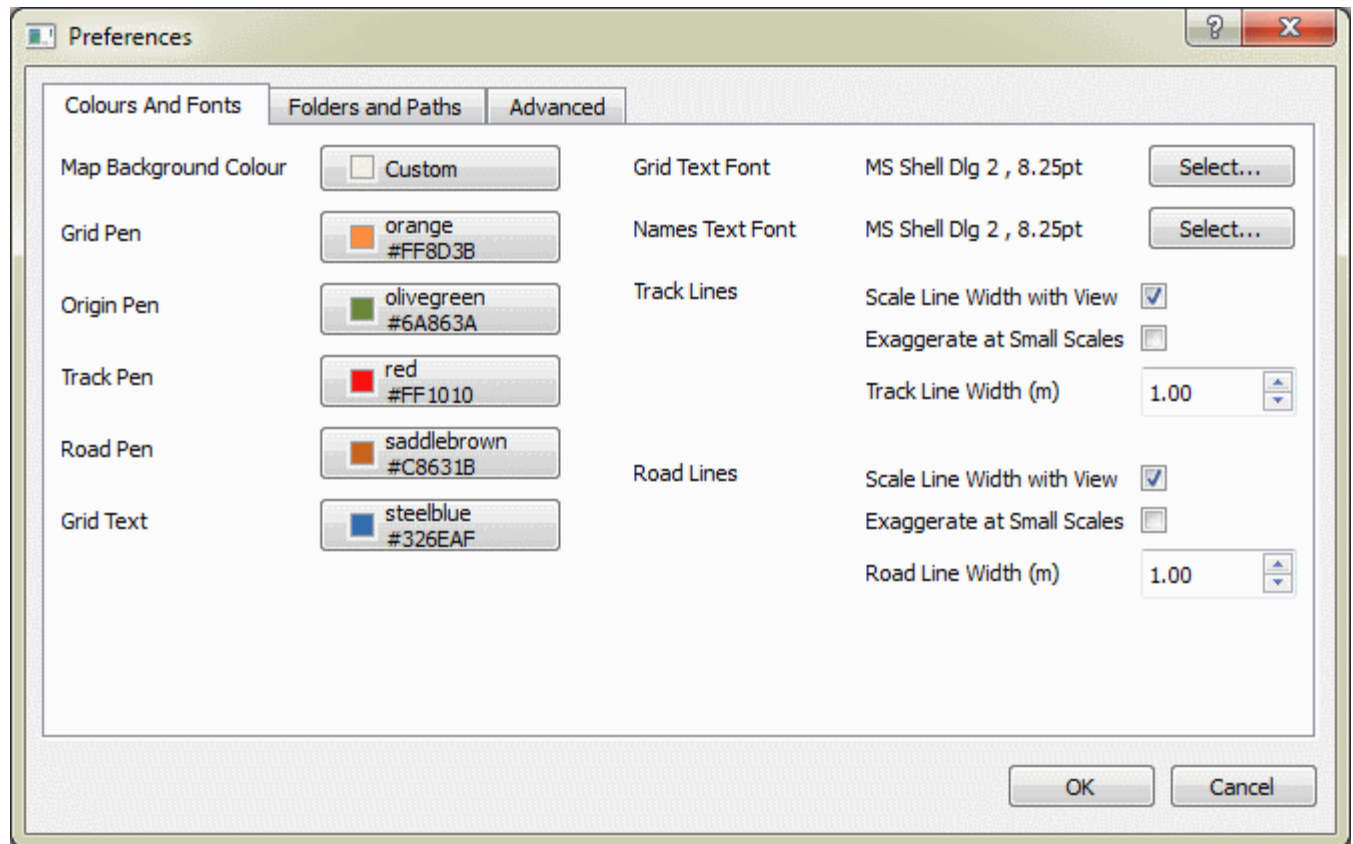 Preferences
Colours And Fonts
Folders and Paths
Advanced
Map Background Colour
Custom
Grid Pen
orange
#FF8D3B
Origin Pen
olivegreen
#6A863A
Track Pen
red
#FF1010
Road Pen
saddlebrown
#C8631B
Grid Text
steelblue
#326EAF
Grid Text Font
MS Shell Dlg 2 , 8.25pt
Select...
Names Text Font
MS Shell Dlg 2 , 8.25pt
Select...
Track Lines
Scale Line Width with View
Exaggerate at Small Scales
Track Line Width (m)
1.00
Road Lines
Scale Line Width with View
Exaggerate at Small Scales
Road Line Width (m)
1.00
OK
Cancel